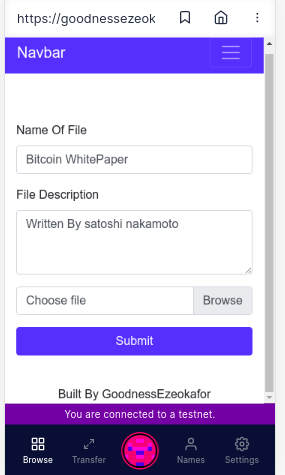 https://goodnessezeok
Navbar
Name Of File
Bitcoin WhitePaper
File Description
Written By satoshi nakamoto
Choose file Browse
Submit
Built By GoodnessEzeokafor
You are connected to a testnet.
Browse Transfer Names Settings